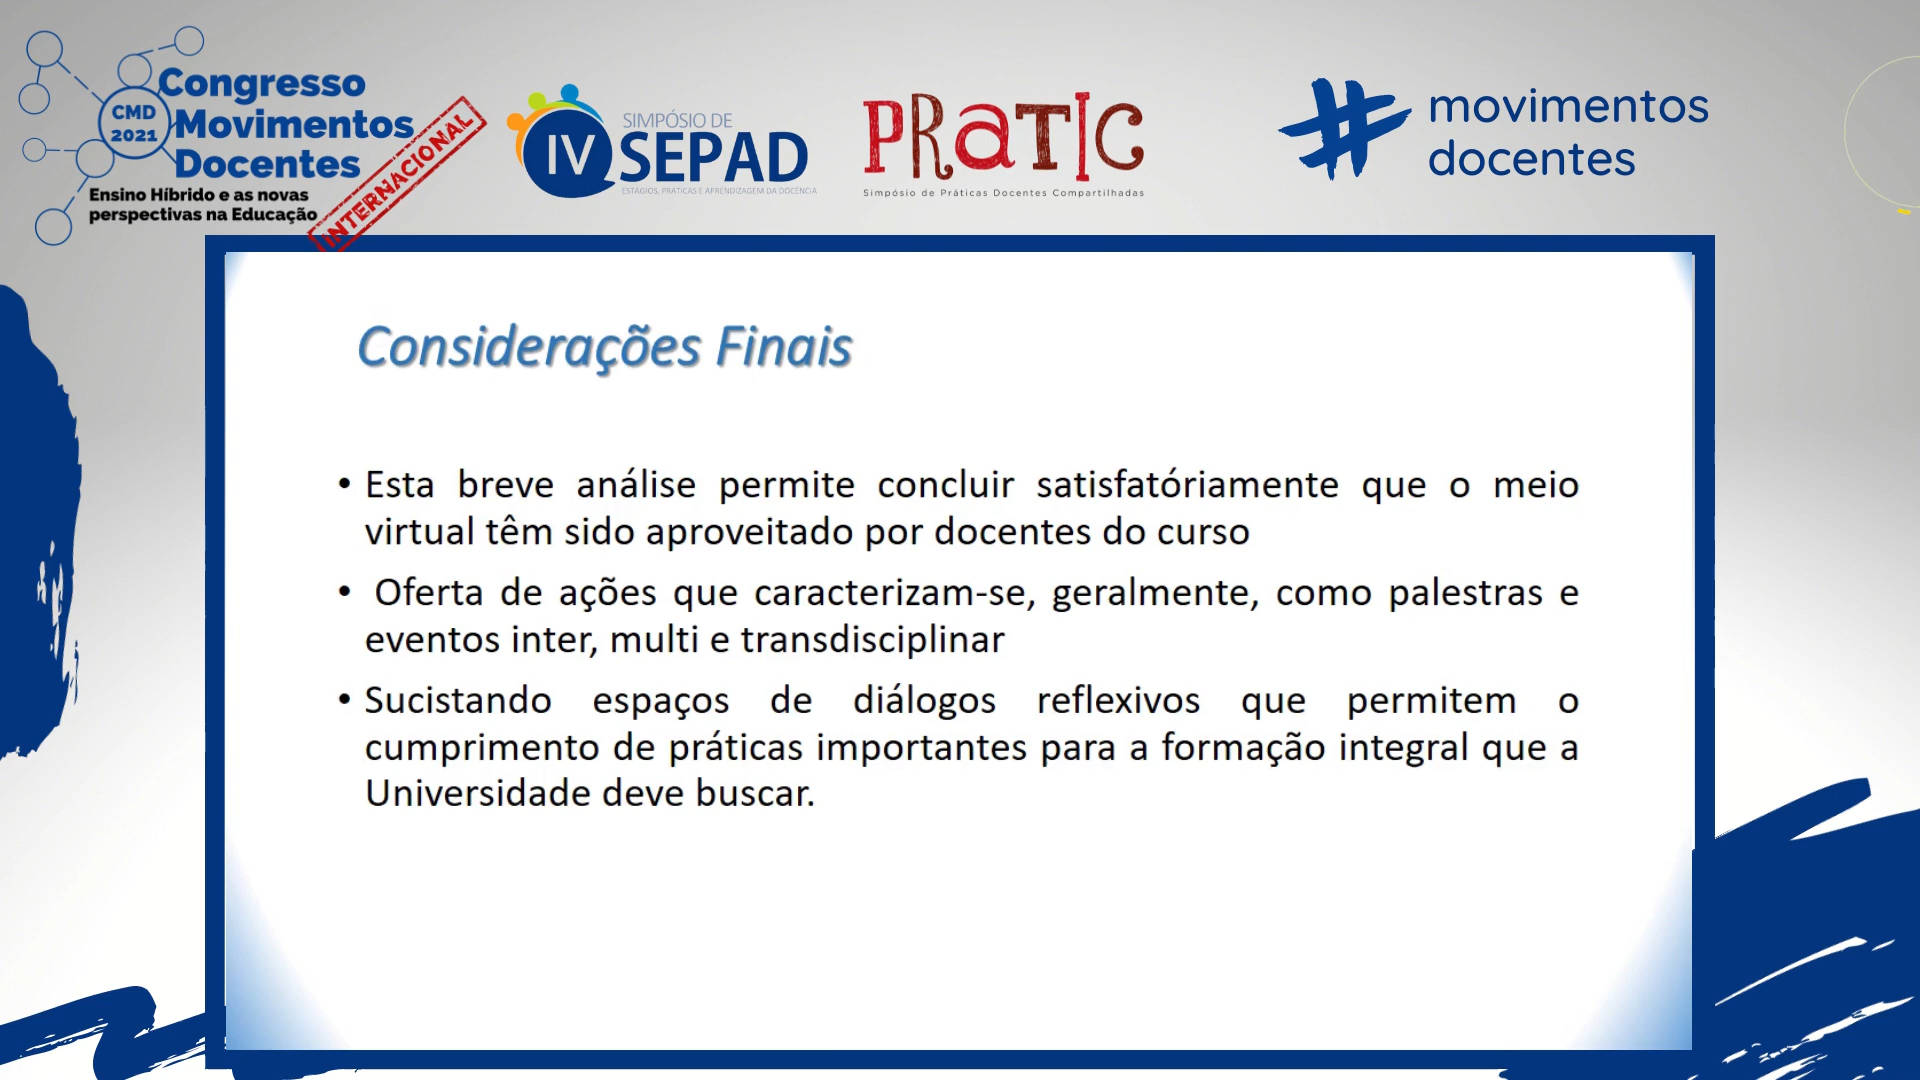 Congresso
Movimentos
Docentes
CMD
2021
Ensino Híbrido e as novas
perspectivas na Educação
INTERNACIONAL
IV
SIMPÓSIO DE
SEPAD
ESTÁGIOS, PRÁTICAS E APRENDIZAGEM DA DOCÊNCIA
PRATIC
Simpósio de Práticas Docentes Compartilhadas
# movimentos
docentes
Considerações Finais
• Esta breve análise permite concluir satisfatóriamente que o meio
virtual têm sido aproveitado por docentes do curso
• Oferta de ações que caracterizam-se, geralmente, como palestras e
eventos inter, multi e transdisciplinar
• Sucistando espaços de diálogos reflexivos que permitem o
cumprimento de práticas importantes para a formação integral que a
Universidade deve buscar.